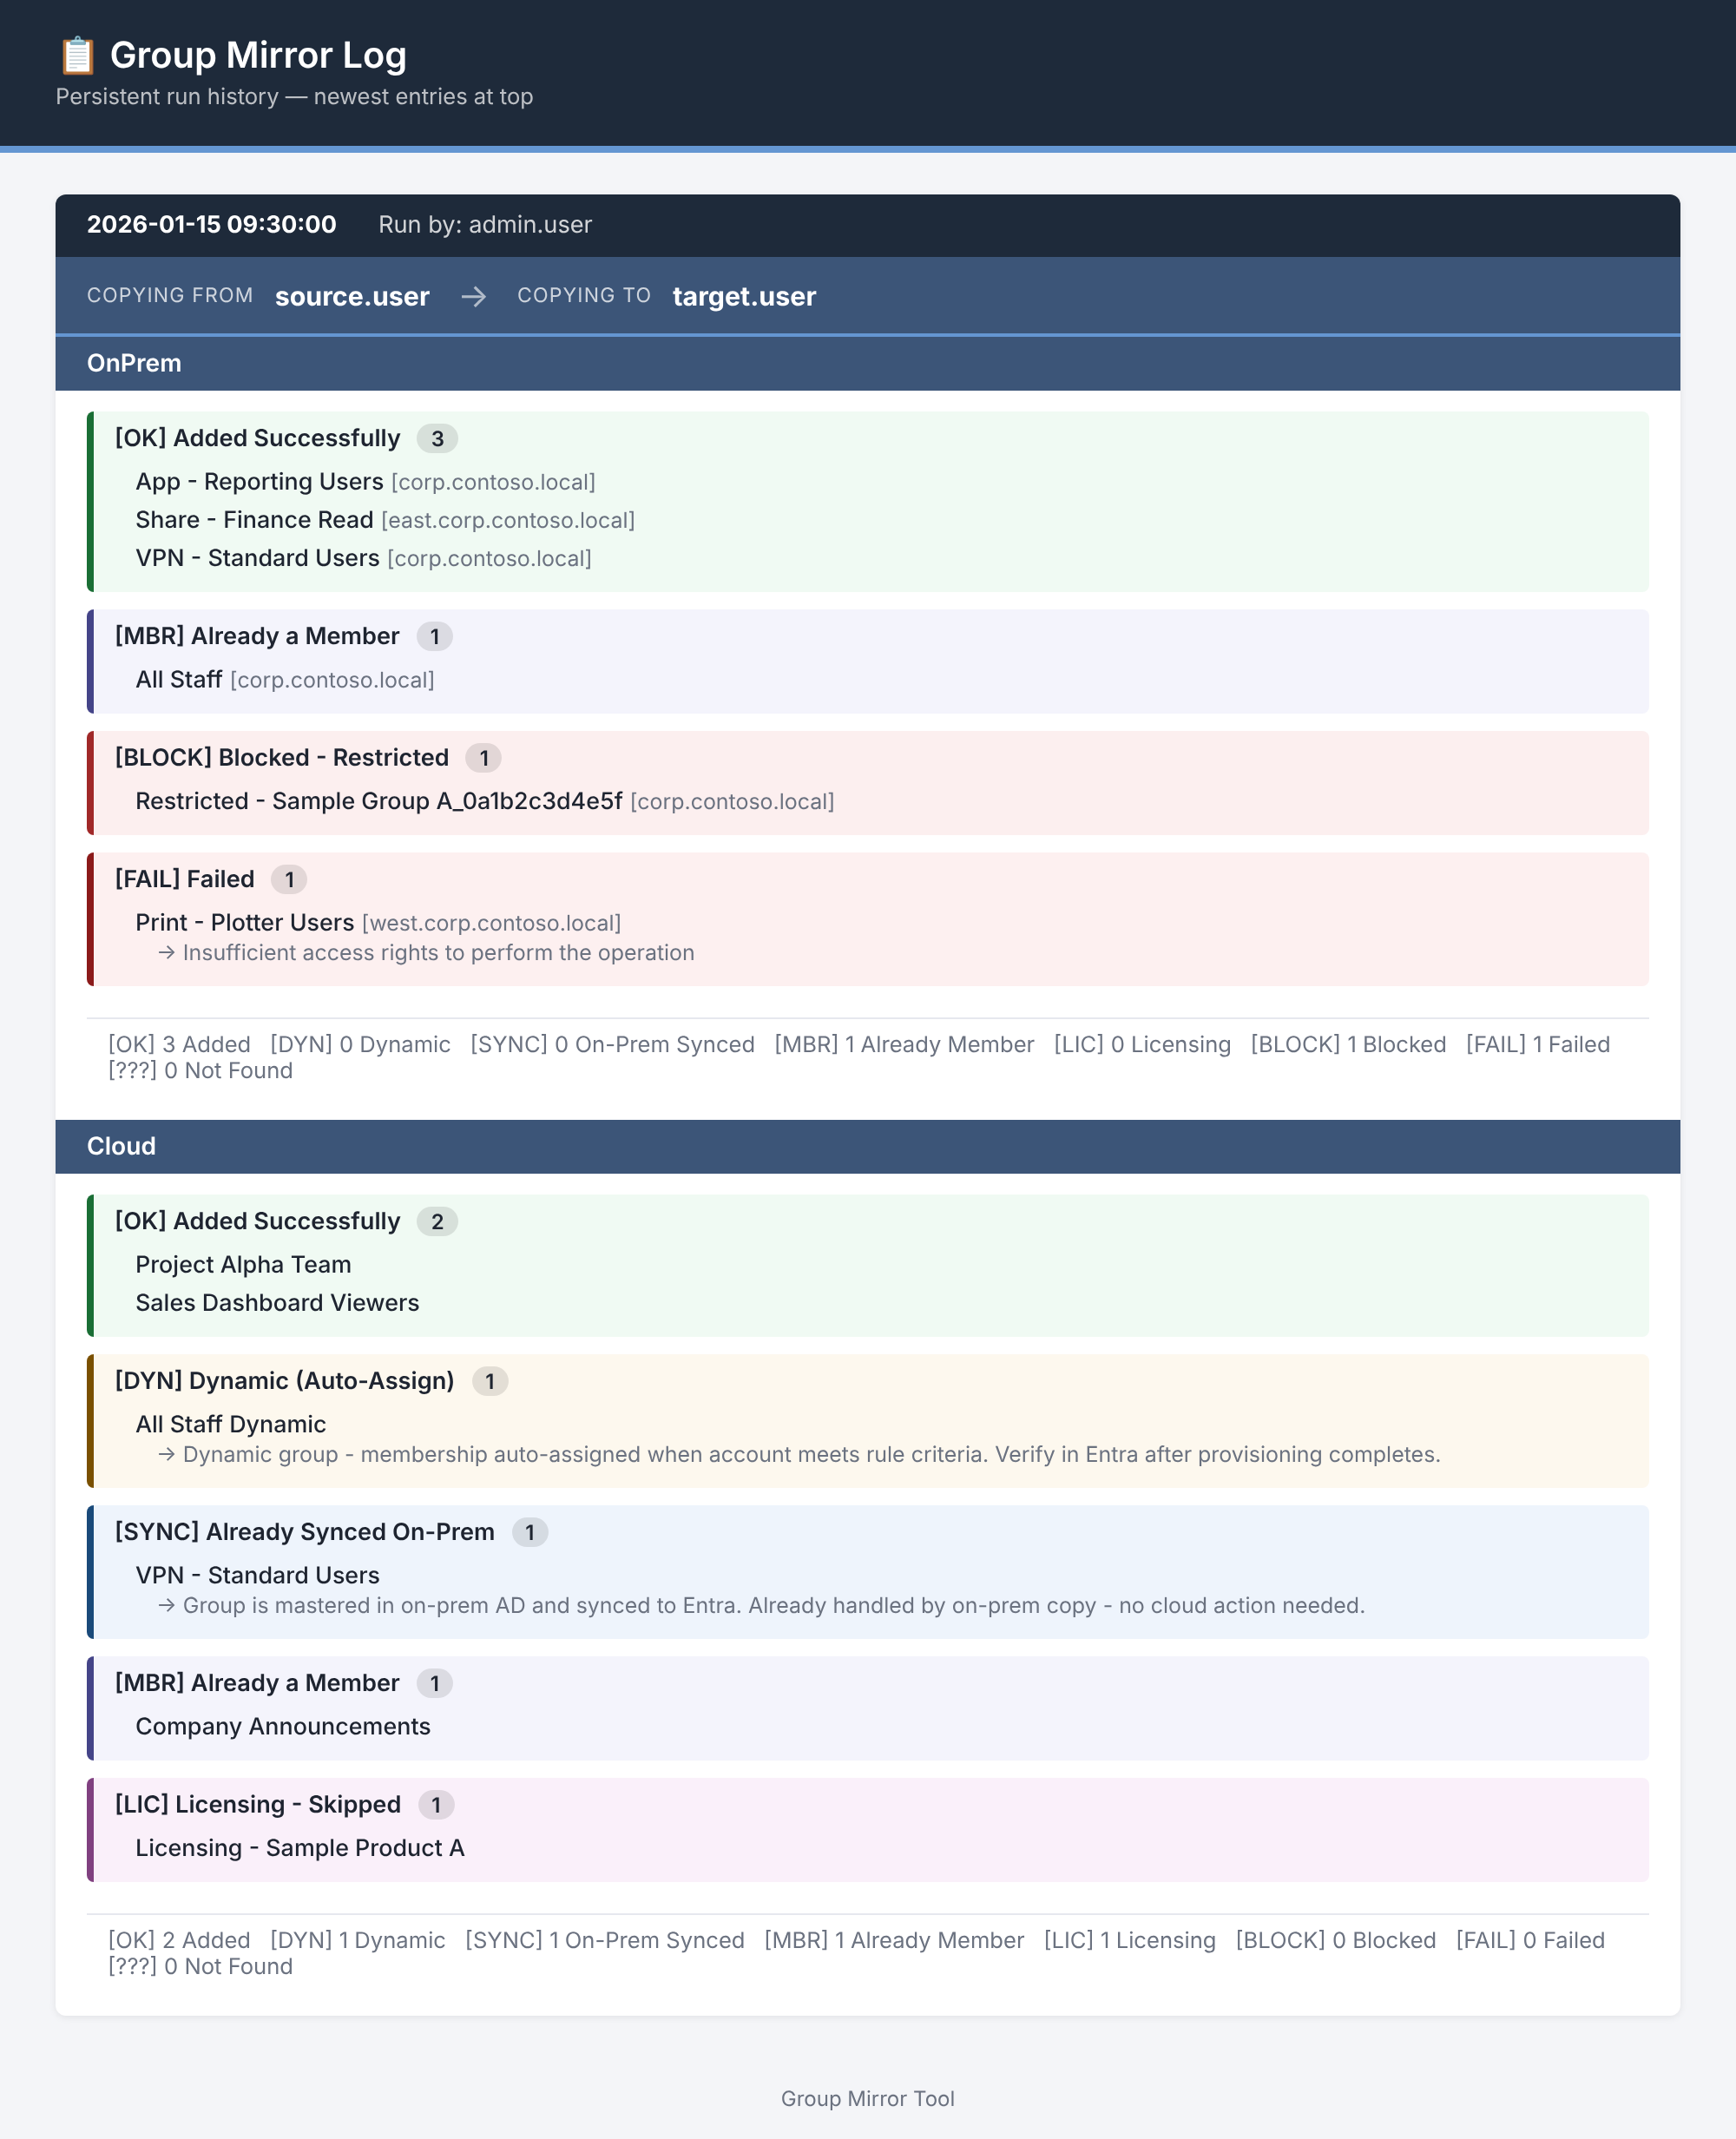 📋 Group Mirror Log
Persistent run history — newest entries at top
2026-01-15 09:30:00 Run by: admin.user
COPYING FROM source.user → COPYING TO target.user
OnPrem
[OK] Added Successfully 3
App - Reporting Users [corp.contoso.local]
Share - Finance Read [east.corp.contoso.local]
VPN - Standard Users [corp.contoso.local]
[MBR] Already a Member 1
All Staff [corp.contoso.local]
[BLOCK] Blocked - Restricted 1
Restricted - Sample Group A_0a1b2c3d4e5f [corp.contoso.local]
[FAIL] Failed 1
Print - Plotter Users [west.corp.contoso.local]
→ Insufficient access rights to perform the operation
[OK] 3 Added [DYN] 0 Dynamic [SYNC] 0 On-Prem Synced [MBR] 1 Already Member [LIC] 0 Licensing [BLOCK] 1 Blocked [FAIL] 1 Failed
[???] 0 Not Found
Cloud
[OK] Added Successfully 2
Project Alpha Team
Sales Dashboard Viewers
[DYN] Dynamic (Auto-Assign) 1
All Staff Dynamic
→ Dynamic group - membership auto-assigned when account meets rule criteria. Verify in Entra after provisioning completes.
[SYNC] Already Synced On-Prem 1
VPN - Standard Users
→ Group is mastered in on-prem AD and synced to Entra. Already handled by on-prem copy - no cloud action needed.
[MBR] Already a Member 1
Company Announcements
[LIC] Licensing - Skipped 1
Licensing - Sample Product A
[OK] 2 Added [DYN] 1 Dynamic [SYNC] 1 On-Prem Synced [MBR] 1 Already Member [LIC] 1 Licensing [BLOCK] 0 Blocked [FAIL] 0 Failed
[???] 0 Not Found
Group Mirror Tool